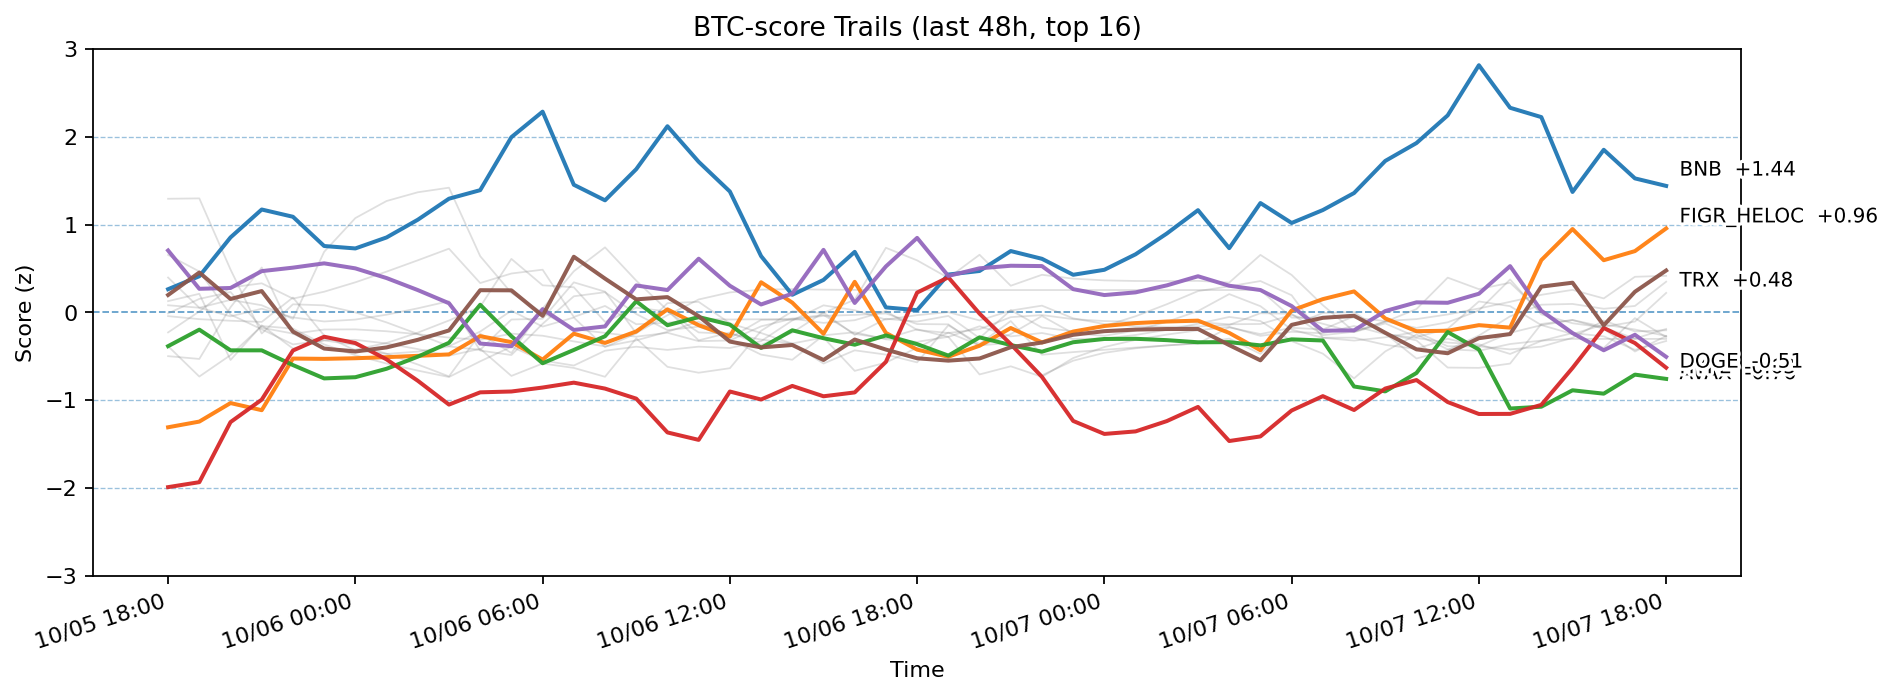 BTC-score Trails (last 48h, top 16)
Score (z)
3
2
1
0
−1
−2
−3
BNB +1.44
FIGR_HELOC +0.96
TRX +0.48
DOGE -0.51
10/05 18:00
10/06 00:00
10/06 06:00
10/06 12:00
10/06 18:00
10/07 00:00
10/07 06:00
10/07 12:00
10/07 18:00
Time